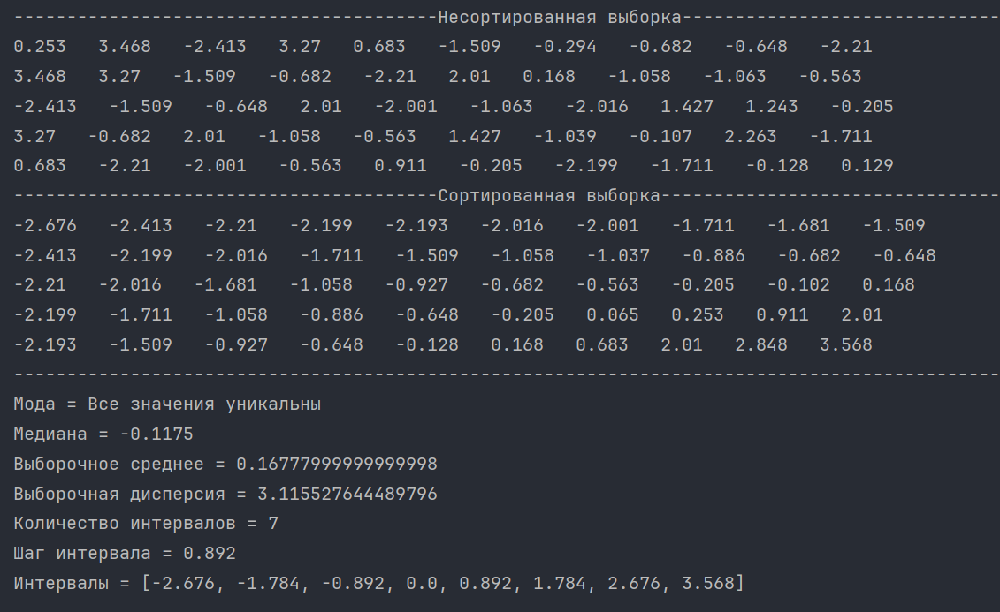 ----------------------------------------Несортированная выборка------------------------------
0.253   3.468   -2.413   3.27   0.683   -1.509   -0.294   -0.682   -0.648   -2.21
3.468   3.27   -1.509   -0.682   -2.21   2.01   0.168   -1.058   -1.063   -0.563
-2.413   -1.509   -0.648   2.01   -2.001   -1.063   -2.016   1.427   1.243   -0.205
3.27   -0.682   2.01   -1.058   -0.563   1.427   -1.039   -0.107   2.263   -1.711
0.683   -2.21   -2.001   -0.563   0.911   -0.205   -2.199   -1.711   -0.128   0.129
----------------------------------------Сортированная выборка--------------------------------
-2.676   -2.413   -2.21   -2.199   -2.193   -2.016   -2.001   -1.711   -1.681   -1.509
-2.413   -2.199   -2.016   -1.711   -1.509   -1.058   -1.037   -0.886   -0.682   -0.648
-2.21   -2.016   -1.681   -1.058   -0.927   -0.682   -0.563   -0.205   -0.102   0.168
-2.199   -1.711   -1.058   -0.886   -0.648   -0.205   0.065   0.253   0.911   2.01
-2.193   -1.509   -0.927   -0.648   -0.128   0.168   0.683   2.01   2.848   3.568
---------------------------------------------------------------------------------------------
Мода = Все значения уникальны
Медиана = -0.1175
Выборочное среднее = 0.16777999999999998
Выборочная дисперсия = 3.115527644489796
Количество интервалов = 7
Шаг интервала = 0.892
Интервалы = [-2.676, -1.784, -0.892, 0.0, 0.892, 1.784, 2.676, 3.568]